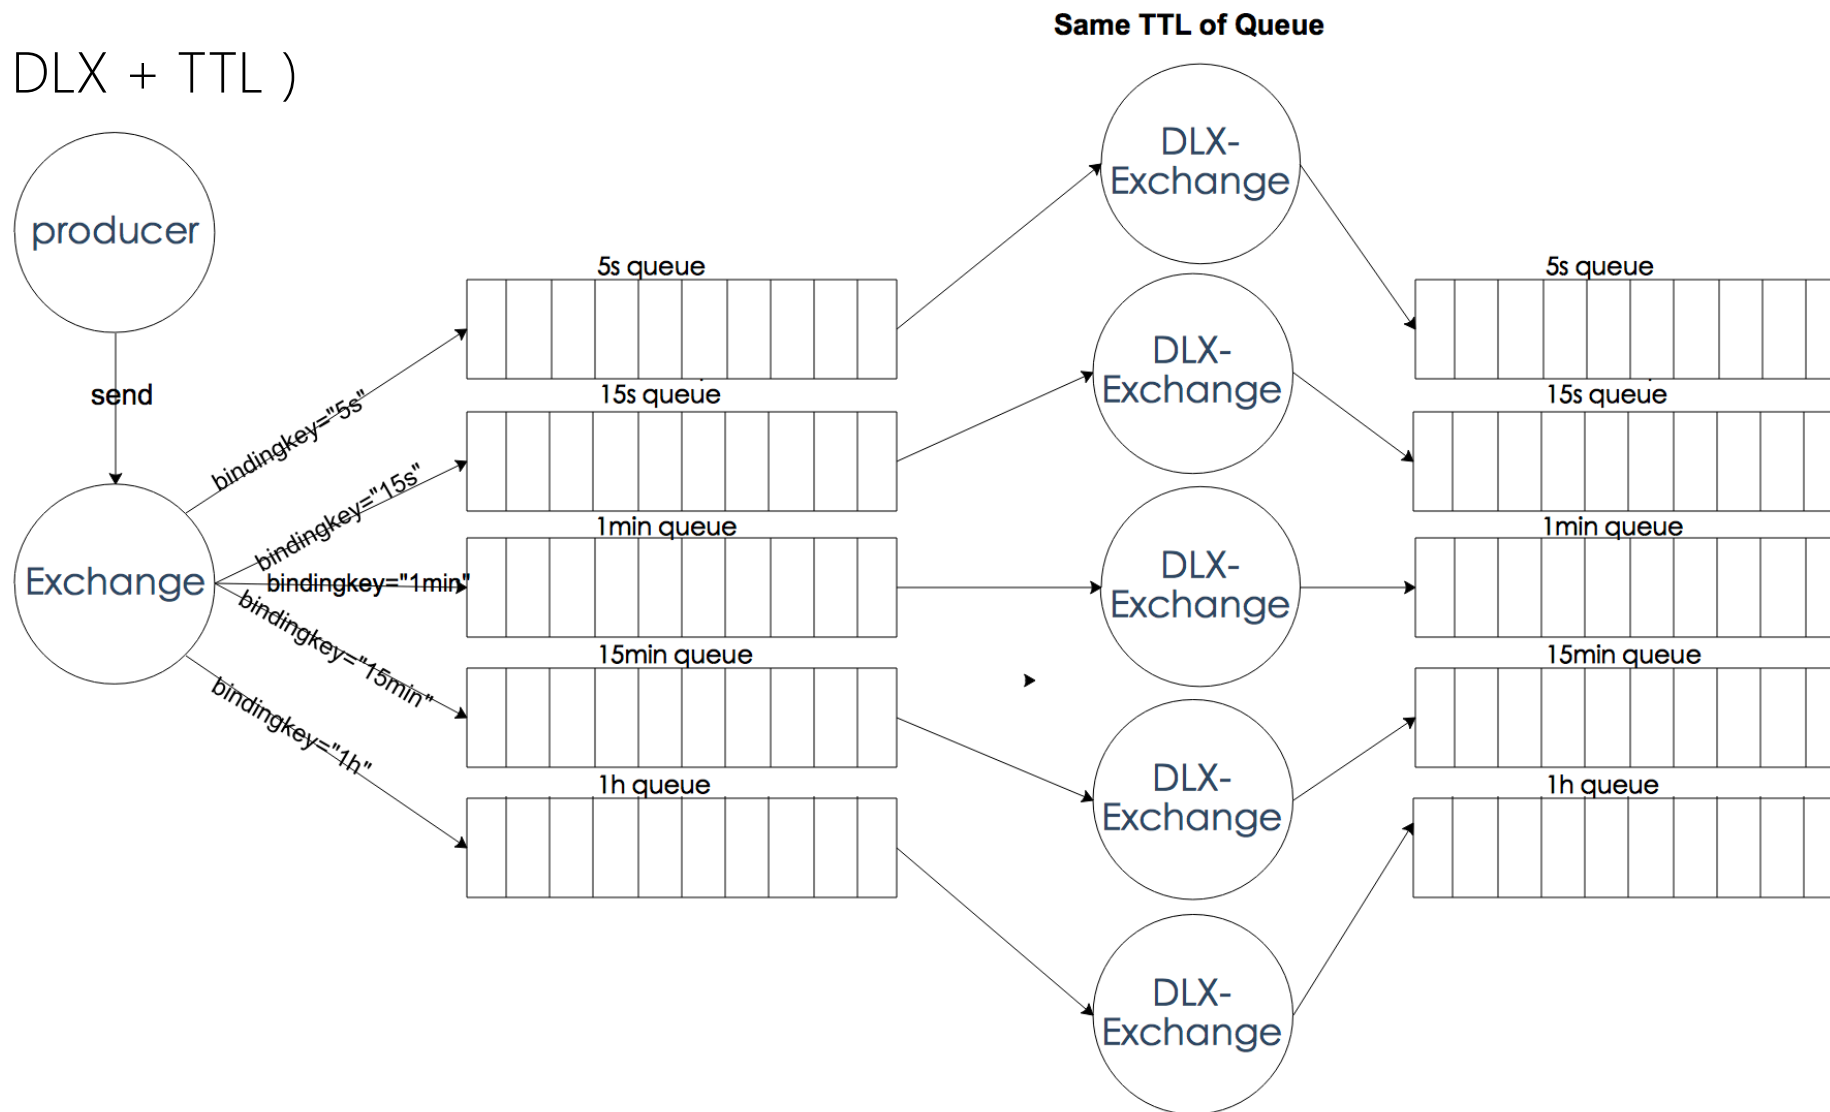 Same TTL of Queue
DLX + TTL )
producer
send
Exchange
bindingkey="5s"
bindingkey="15s"
bindingkey="1min"
bindingkey="15min"
bindingkey="1h"
5s queue
15s queue
1min queue
15min queue
1h queue
DLX-
Exchange
DLX-
Exchange
DLX-
Exchange
DLX-
Exchange
DLX-
Exchange
5s queue
15s queue
1min queue
15min queue
1h queue